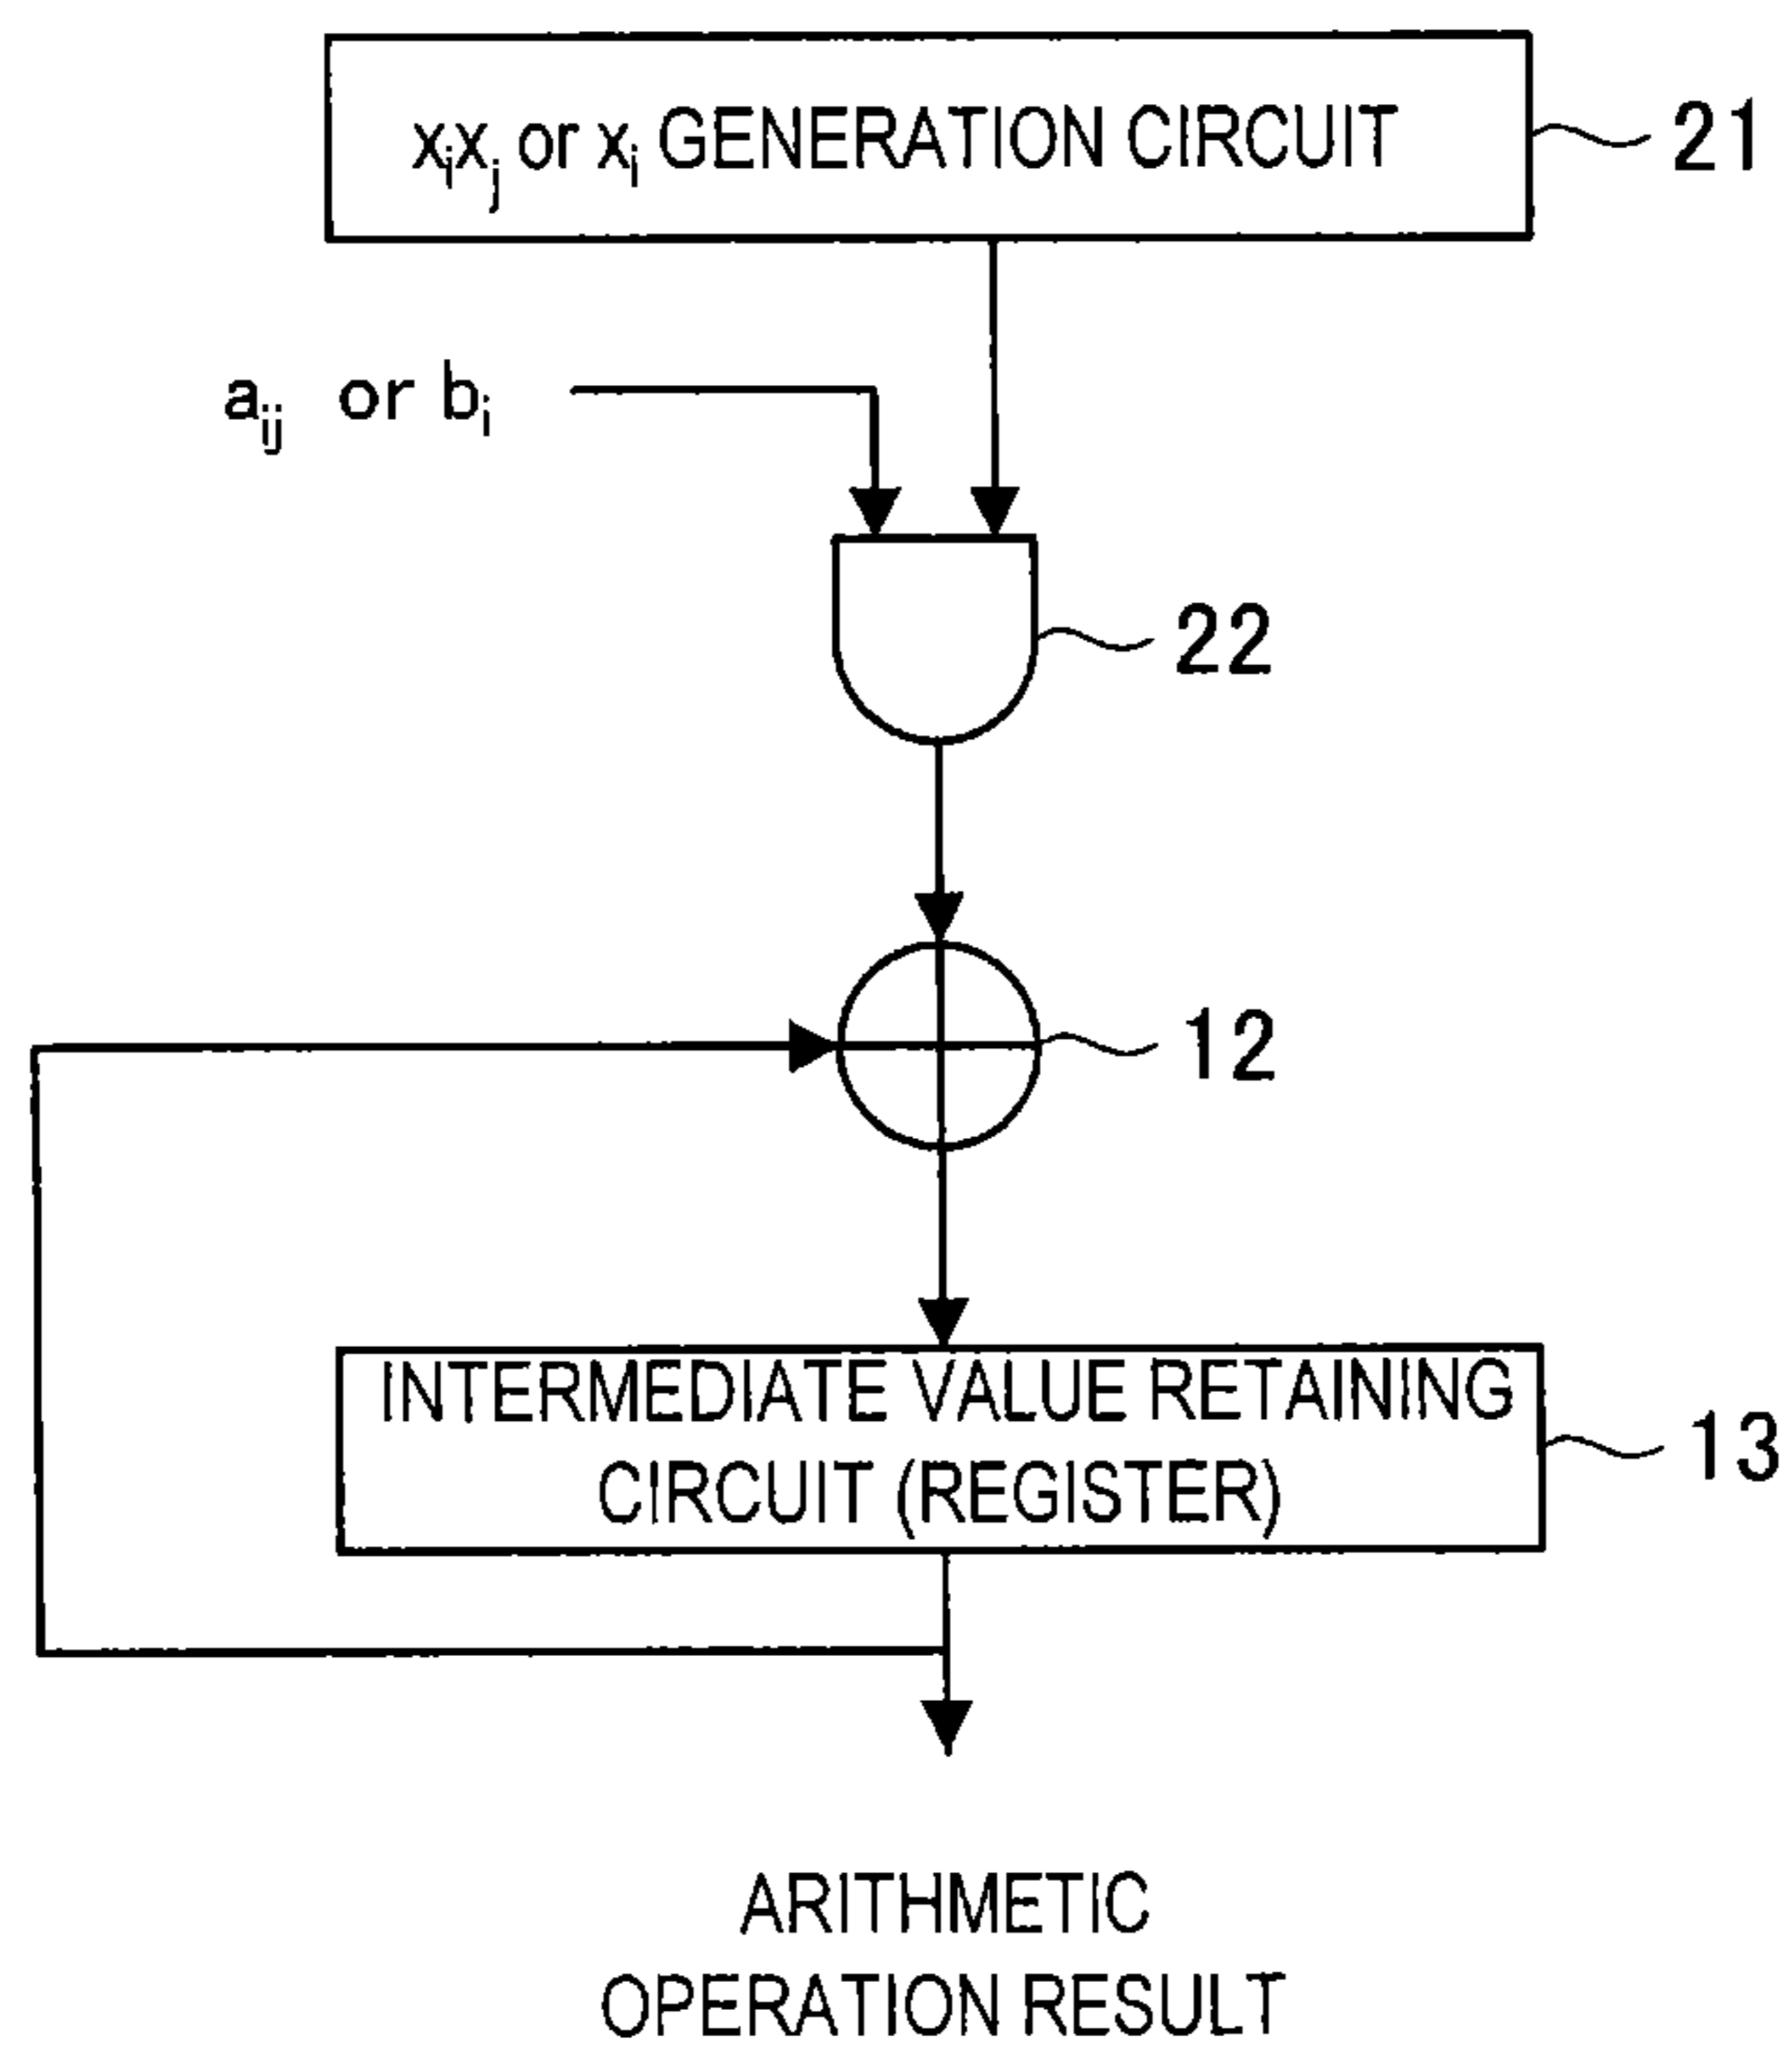 xᵢxⱼ or xᵢ GENERATION CIRCUIT
21
aᵢⱼ or bᵢ
22
12
INTERMEDIATE VALUE RETAINING
CIRCUIT (REGISTER)
13
ARITHMETIC
OPERATION RESULT